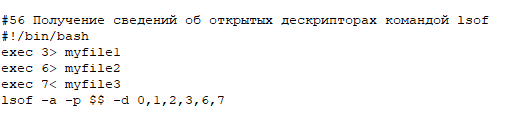 #56 Получение сведений об открытых дескрипторах командой lsof
#!/bin/bash
exec 3> myfile1
exec 6> myfile2
exec 7< myfile3
lsof -a -p $$ -d 0,1,2,3,6,7